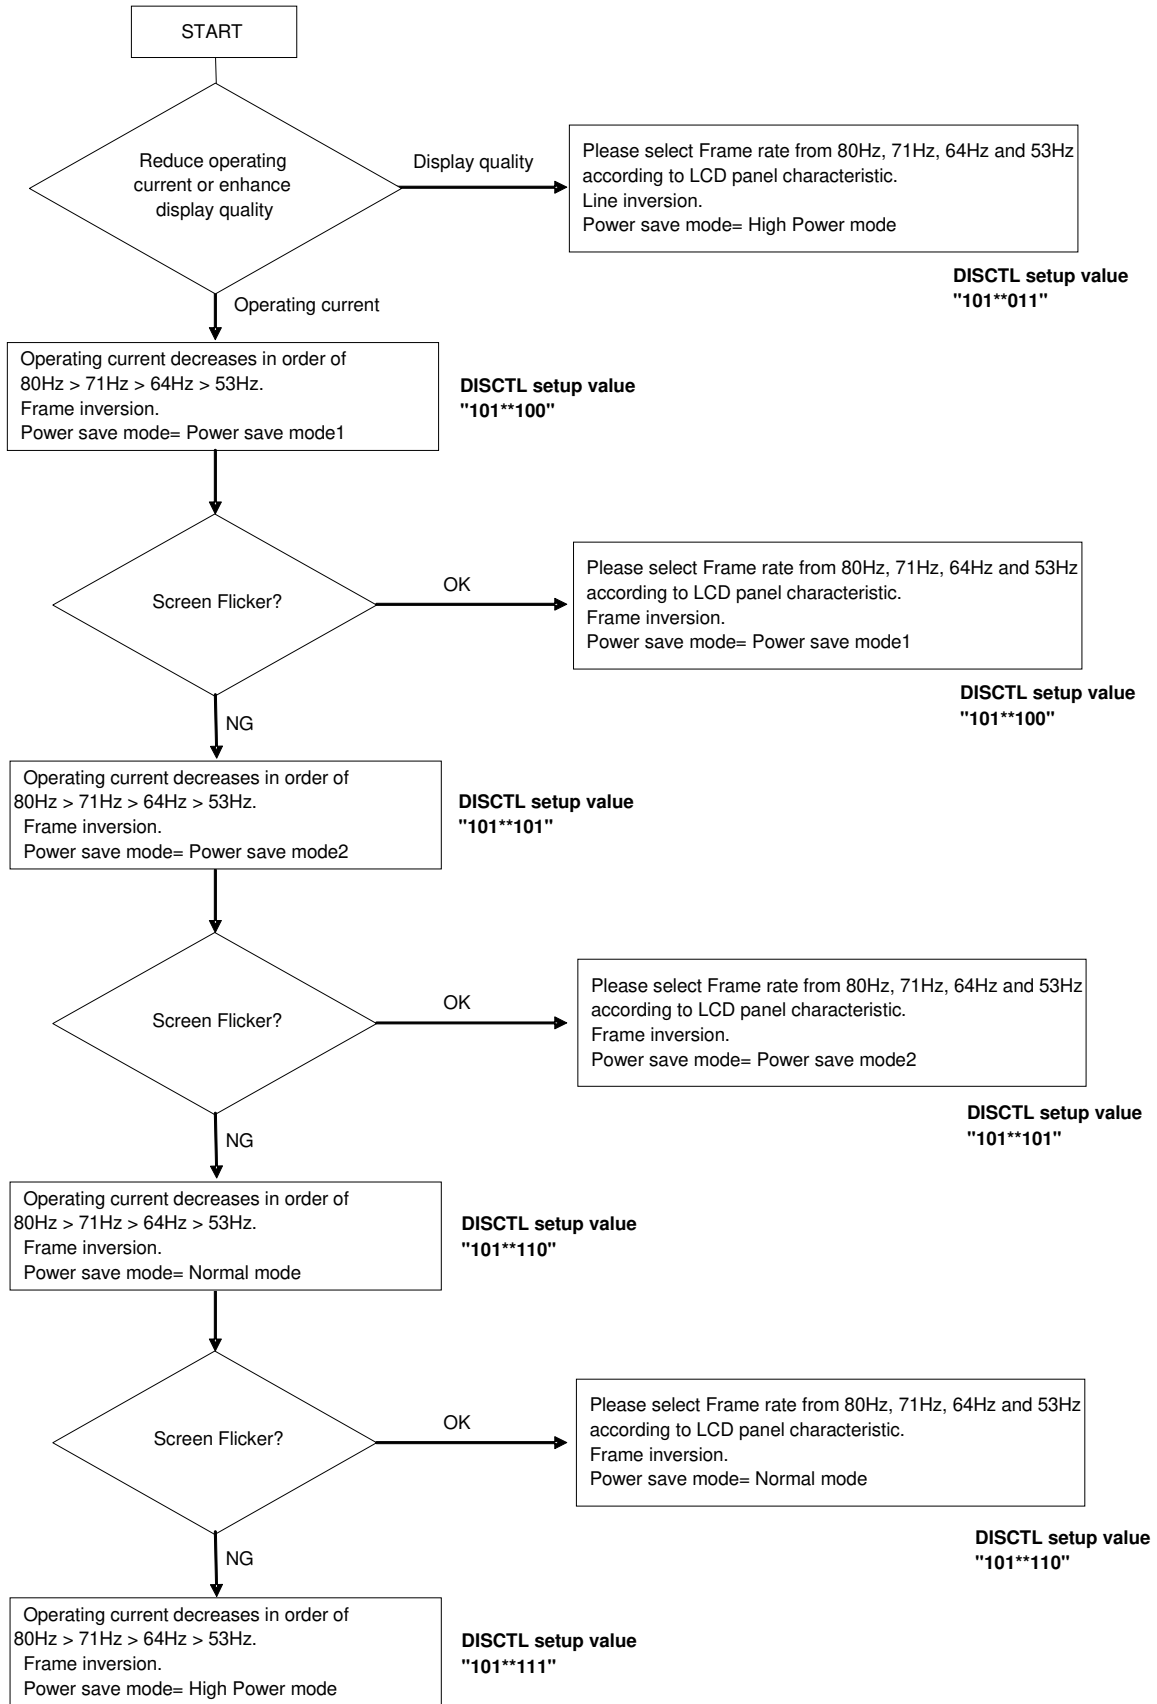 START
Reduce operating
current or enhance
display quality
Display quality
Please select Frame rate from 80Hz, 71Hz, 64Hz and 53Hz
according to LCD panel characteristic.
Line inversion.
Power save mode= High Power mode
DISCTL setup value
"101**011"
Operating current
Operating current decreases in order of
80Hz > 71Hz > 64Hz > 53Hz.
Frame inversion.
Power save mode= Power save mode1
DISCTL setup value
"101**100"
Screen Flicker?
OK
Please select Frame rate from 80Hz, 71Hz, 64Hz and 53Hz
according to LCD panel characteristic.
Frame inversion.
Power save mode= Power save mode1
DISCTL setup value
"101**100"
NG
Operating current decreases in order of
80Hz > 71Hz > 64Hz > 53Hz.
Frame inversion.
Power save mode= Power save mode2
DISCTL setup value
"101**101"
Screen Flicker?
OK
Please select Frame rate from 80Hz, 71Hz, 64Hz and 53Hz
according to LCD panel characteristic.
Frame inversion.
Power save mode= Power save mode2
DISCTL setup value
"101**101"
NG
Operating current decreases in order of
80Hz > 71Hz > 64Hz > 53Hz.
Frame inversion.
Power save mode= Normal mode
DISCTL setup value
"101**110"
Screen Flicker?
OK
Please select Frame rate from 80Hz, 71Hz, 64Hz and 53Hz
according to LCD panel characteristic.
Frame inversion.
Power save mode= Normal mode
DISCTL setup value
"101**110"
NG
Operating current decreases in order of
80Hz > 71Hz > 64Hz > 53Hz.
Frame inversion.
Power save mode= High Power mode
DISCTL setup value
"101**111"